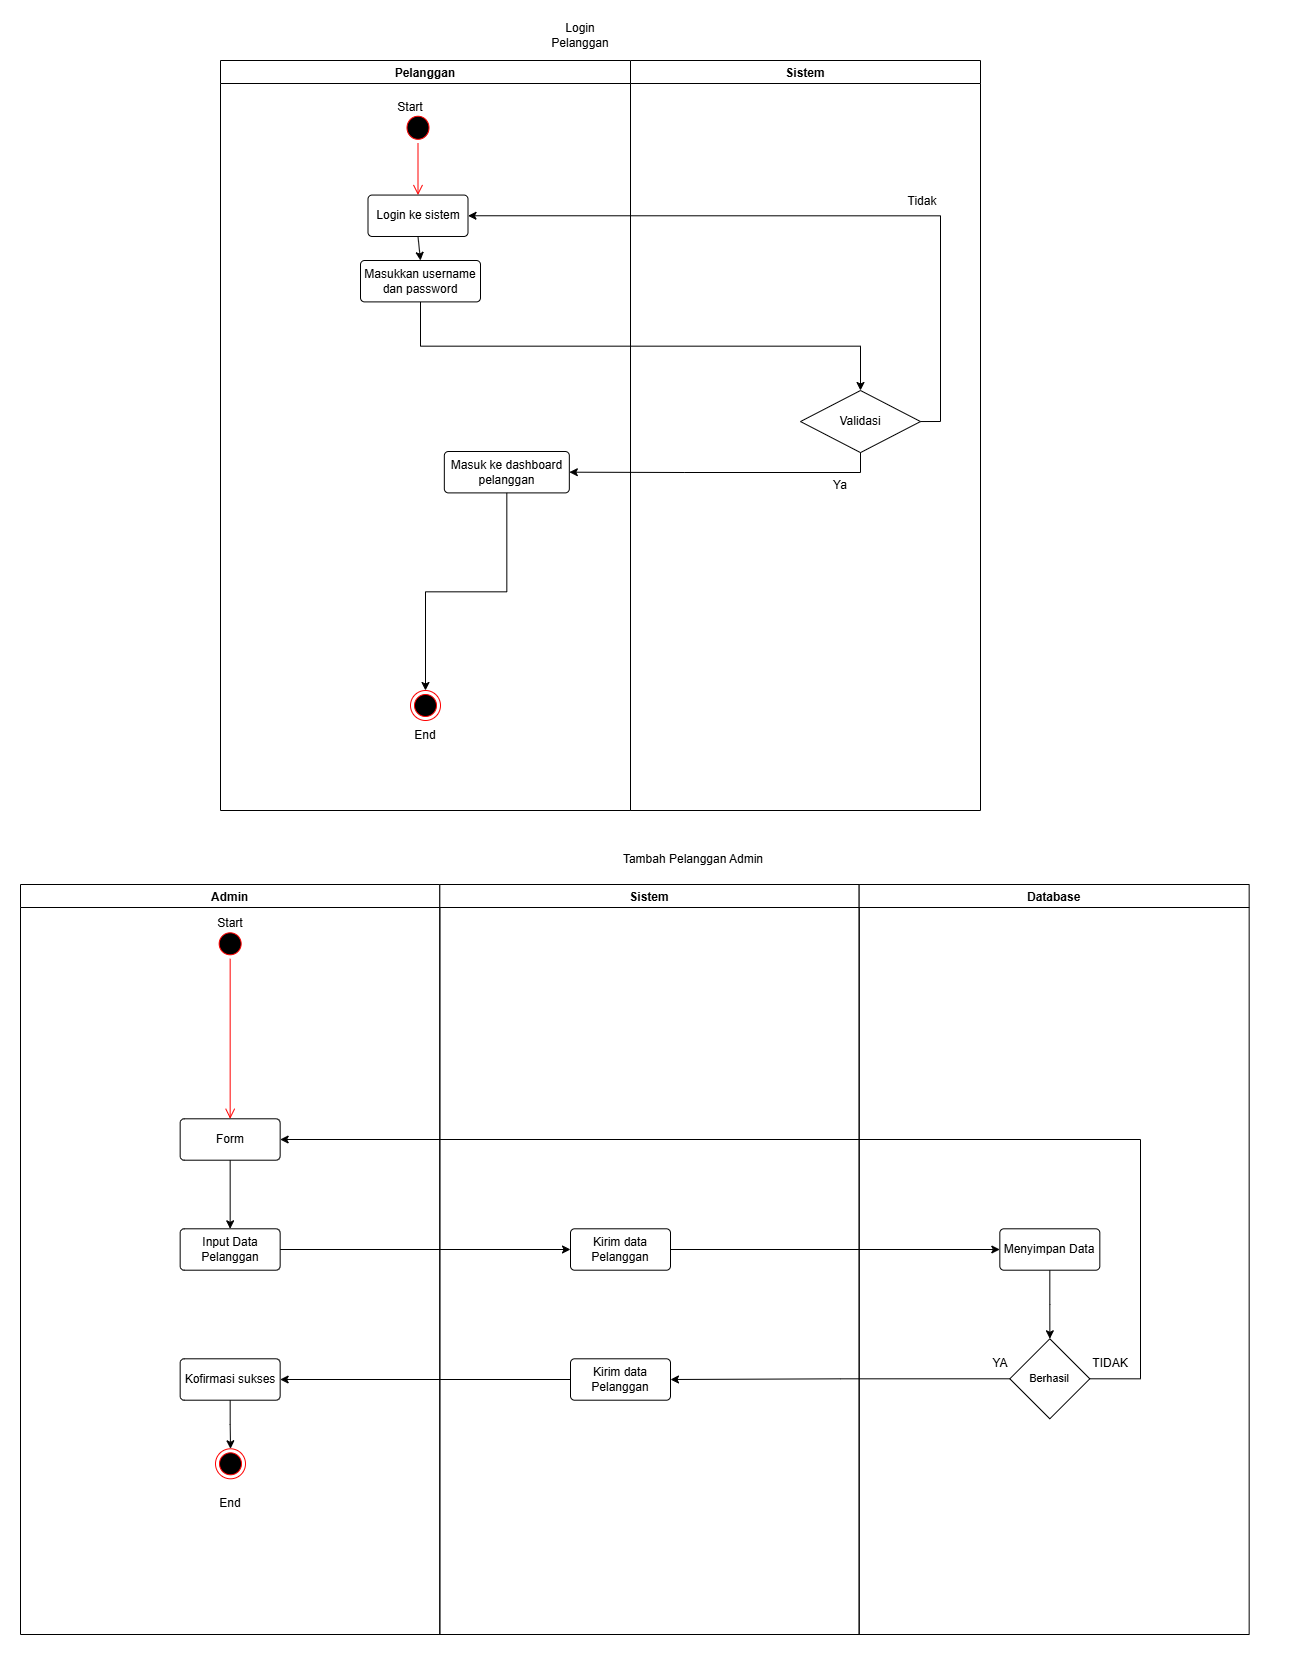 Login
Pelanggan
Pelanggan
Sistem
Start
Login ke sistem
Tidak
Masukkan username
dan password
Validasi
Masuk ke dashboard
pelanggan
Ya
End
Tambah Pelanggan Admin
Admin
Sistem
Database
Start
Form
Input Data
Pelanggan
Kirim data
Pelanggan
Menyimpan Data
Kofirmasi sukses
Kirim data
Pelanggan
YA
Berhasil
TIDAK
End